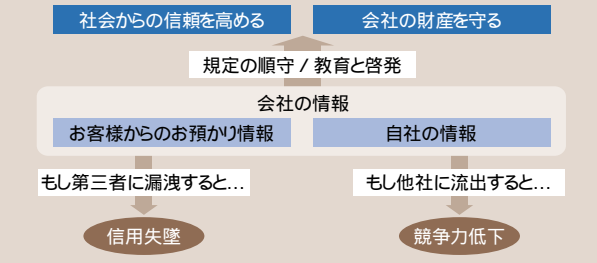 社会からの信頼を高める
会社の財産を守る
規定の順守 / 教育と啓発
会社の情報
お客様からのお預かり情報
自社の情報
もし第三者に漏洩すると…
もし他社に流出すると…
信用失墜
競争力低下